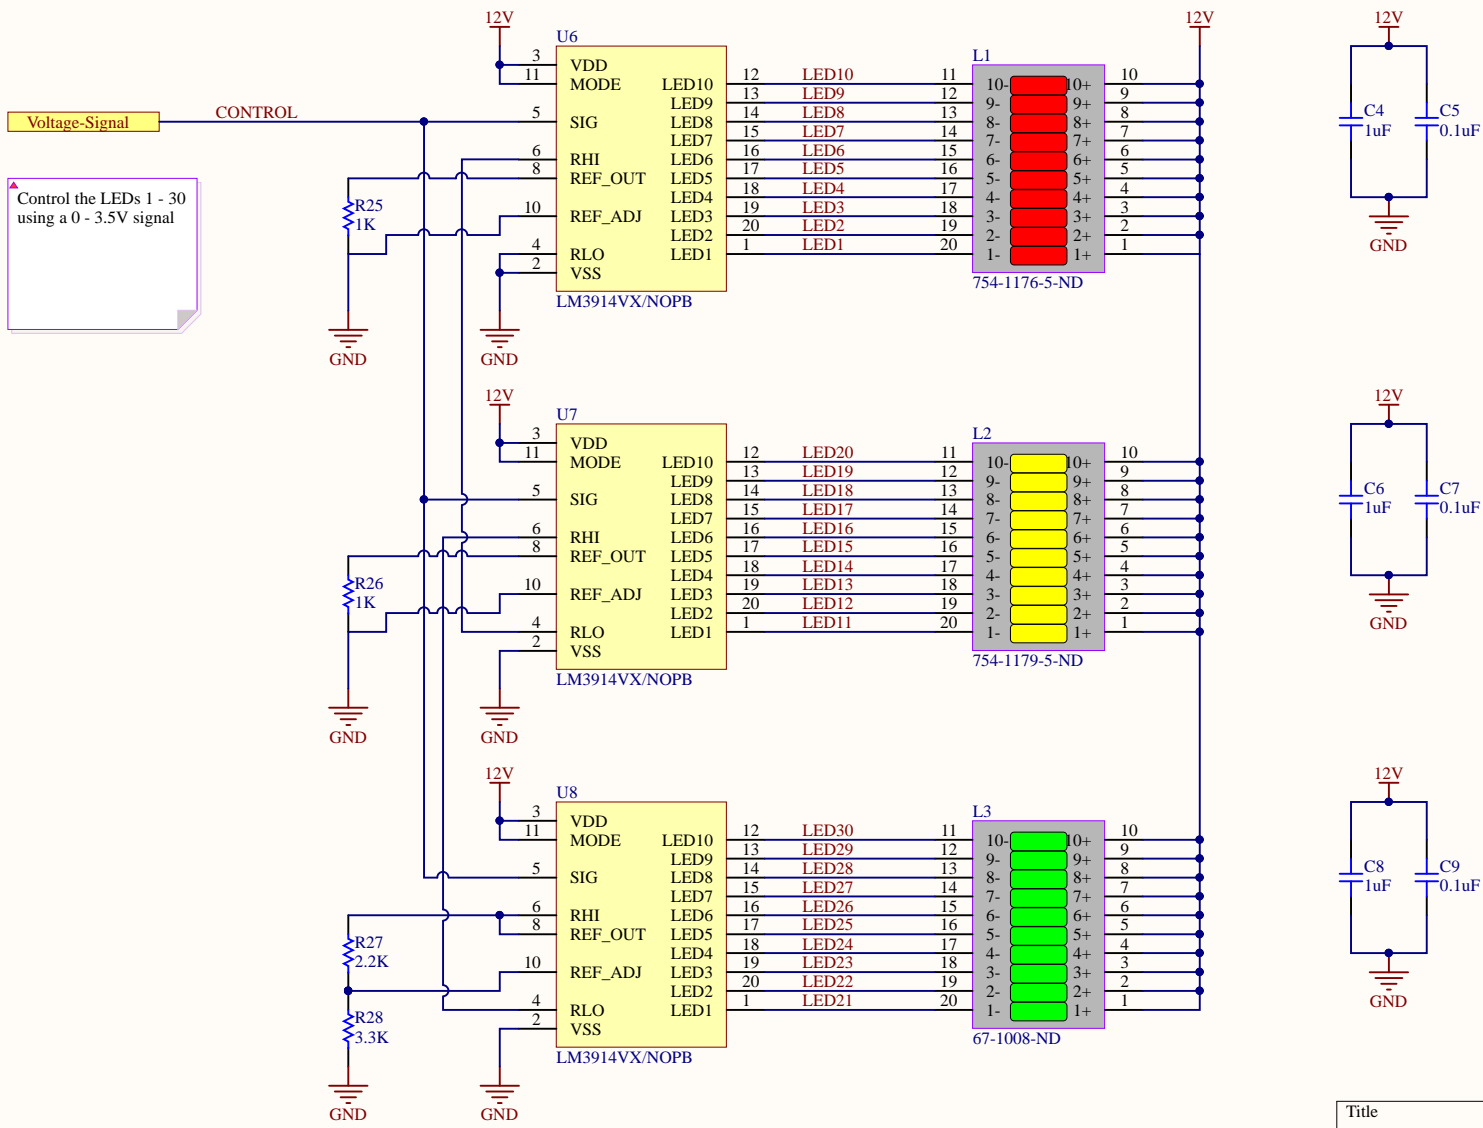 12V
U6
3
VDD
11
MODE
5
SIG
6
RHI
8
REF_OUT
10
REF_ADJ
4
RLO
2
VSS
LED10 12 LED10 11 10- 10+ 10
LED9 13 LED9 12 9- 9+ 9
LED8 14 LED8 13 8- 8+ 8
LED7 15 LED7 14 7- 7+ 7
LED6 16 LED6 15 6- 6+ 6
LED5 17 LED5 16 5- 5+ 5
LED4 18 LED4 17 4- 4+ 4
LED3 19 LED3 18 3- 3+ 3
LED2 20 LED2 19 2- 2+ 2
LED1 1 LED1 20 1- 1+ 1
LM3914VX/NOPB
L1
754-1176-5-ND
12V
Voltage-Signal
CONTROL
Control the LEDs 1 - 30
using a 0 - 3.5V signal
R25
1K
GND
GND
12V
C4
1uF
C5
0.1uF
GND
12V
U7
3
VDD
11
MODE
5
SIG
6
RHI
8
REF_OUT
10
REF_ADJ
4
RLO
2
VSS
LED10 12 LED20 11 10- 10+ 10
LED9 13 LED19 12 9- 9+ 9
LED8 14 LED18 13 8- 8+ 8
LED7 15 LED17 14 7- 7+ 7
LED6 16 LED16 15 6- 6+ 6
LED5 17 LED15 16 5- 5+ 5
LED4 18 LED14 17 4- 4+ 4
LED3 19 LED13 18 3- 3+ 3
LED2 20 LED12 19 2- 2+ 2
LED1 1 LED11 20 1- 1+ 1
LM3914VX/NOPB
L2
754-1179-5-ND
R26
1K
GND
GND
12V
C6
1uF
C7
0.1uF
GND
12V
U8
3
VDD
11
MODE
5
SIG
6
RHI
8
REF_OUT
10
REF_ADJ
4
RLO
2
VSS
LED10 12 LED30 11 10- 10+ 10
LED9 13 LED29 12 9- 9+ 9
LED8 14 LED28 13 8- 8+ 8
LED7 15 LED27 14 7- 7+ 7
LED6 16 LED26 15 6- 6+ 6
LED5 17 LED25 16 5- 5+ 5
LED4 18 LED24 17 4- 4+ 4
LED3 19 LED23 18 3- 3+ 3
LED2 20 LED22 19 2- 2+ 2
LED1 1 LED21 20 1- 1+ 1
LM3914VX/NOPB
L3
67-1008-ND
R27
2.2K
R28
3.3K
GND
GND
12V
C8
1uF
C9
0.1uF
GND
Title